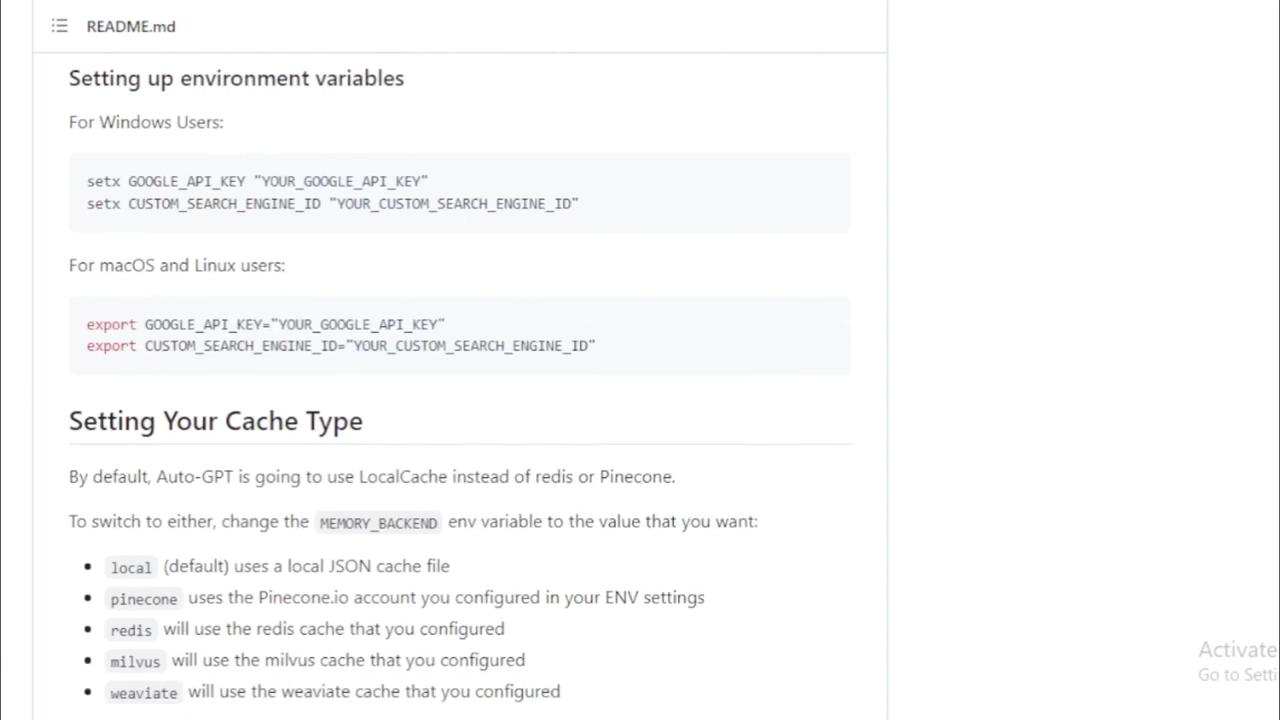 README.md
Setting up environment variables
For Windows Users:
setx GOOGLE_API_KEY "YOUR_GOOGLE_API_KEY"
setx CUSTOM_SEARCH_ENGINE_ID "YOUR_CUSTOM_SEARCH_ENGINE_ID"
For macOS and Linux users:
export GOOGLE_API_KEY="YOUR_GOOGLE_API_KEY"
export CUSTOM_SEARCH_ENGINE_ID="YOUR_CUSTOM_SEARCH_ENGINE_ID"
Setting Your Cache Type
By default, Auto-GPT is going to use LocalCache instead of redis or Pinecone.
To switch to either, change the MEMORY_BACKEND env variable to the value that you want:
• local (default) uses a local JSON cache file
• pinecone uses the Pinecone.io account you configured in your ENV settings
• redis will use the redis cache that you configured
• milvus will use the milvus cache that you configured
• weaviate will use the weaviate cache that you configured
Activate
Go to Setti